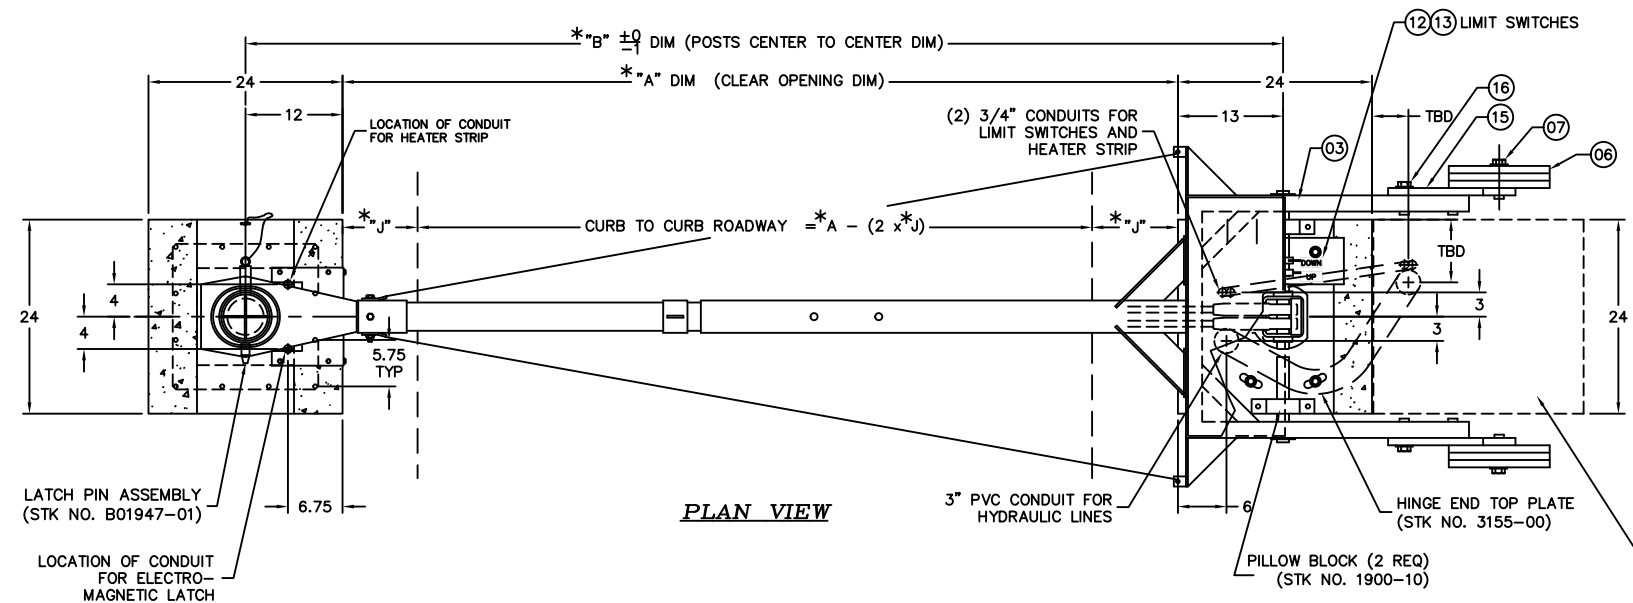 12 13 LIMIT SWITCHES
*"B" +0 -1 DIM (POSTS CENTER TO CENTER DIM)
24
*"A" DIM (CLEAR OPENING DIM)
24
16
12
LOCATION OF CONDUIT
FOR HEATER STRIP
(2) 3/4" CONDUITS FOR
LIMIT SWITCHES AND
HEATER STRIP
13
TBD
15
07
03
06
*"J"
CURB TO CURB ROADWAY =*A - (2 x*J)
*"J"
TBD
DOWN
UP
24
4
4
3
3
24
5.75
TYP
LATCH PIN ASSEMBLY
(STK NO. B01947-01)
6.75
PLAN VIEW
3" PVC CONDUIT FOR
HYDRAULIC LINES
6
HINGE END TOP PLATE
(STK NO. 3155-00)
LOCATION OF CONDUIT
FOR ELECTRO-
MAGNETIC LATCH
PILLOW BLOCK (2 REQ)
(STK NO. 1900-10)